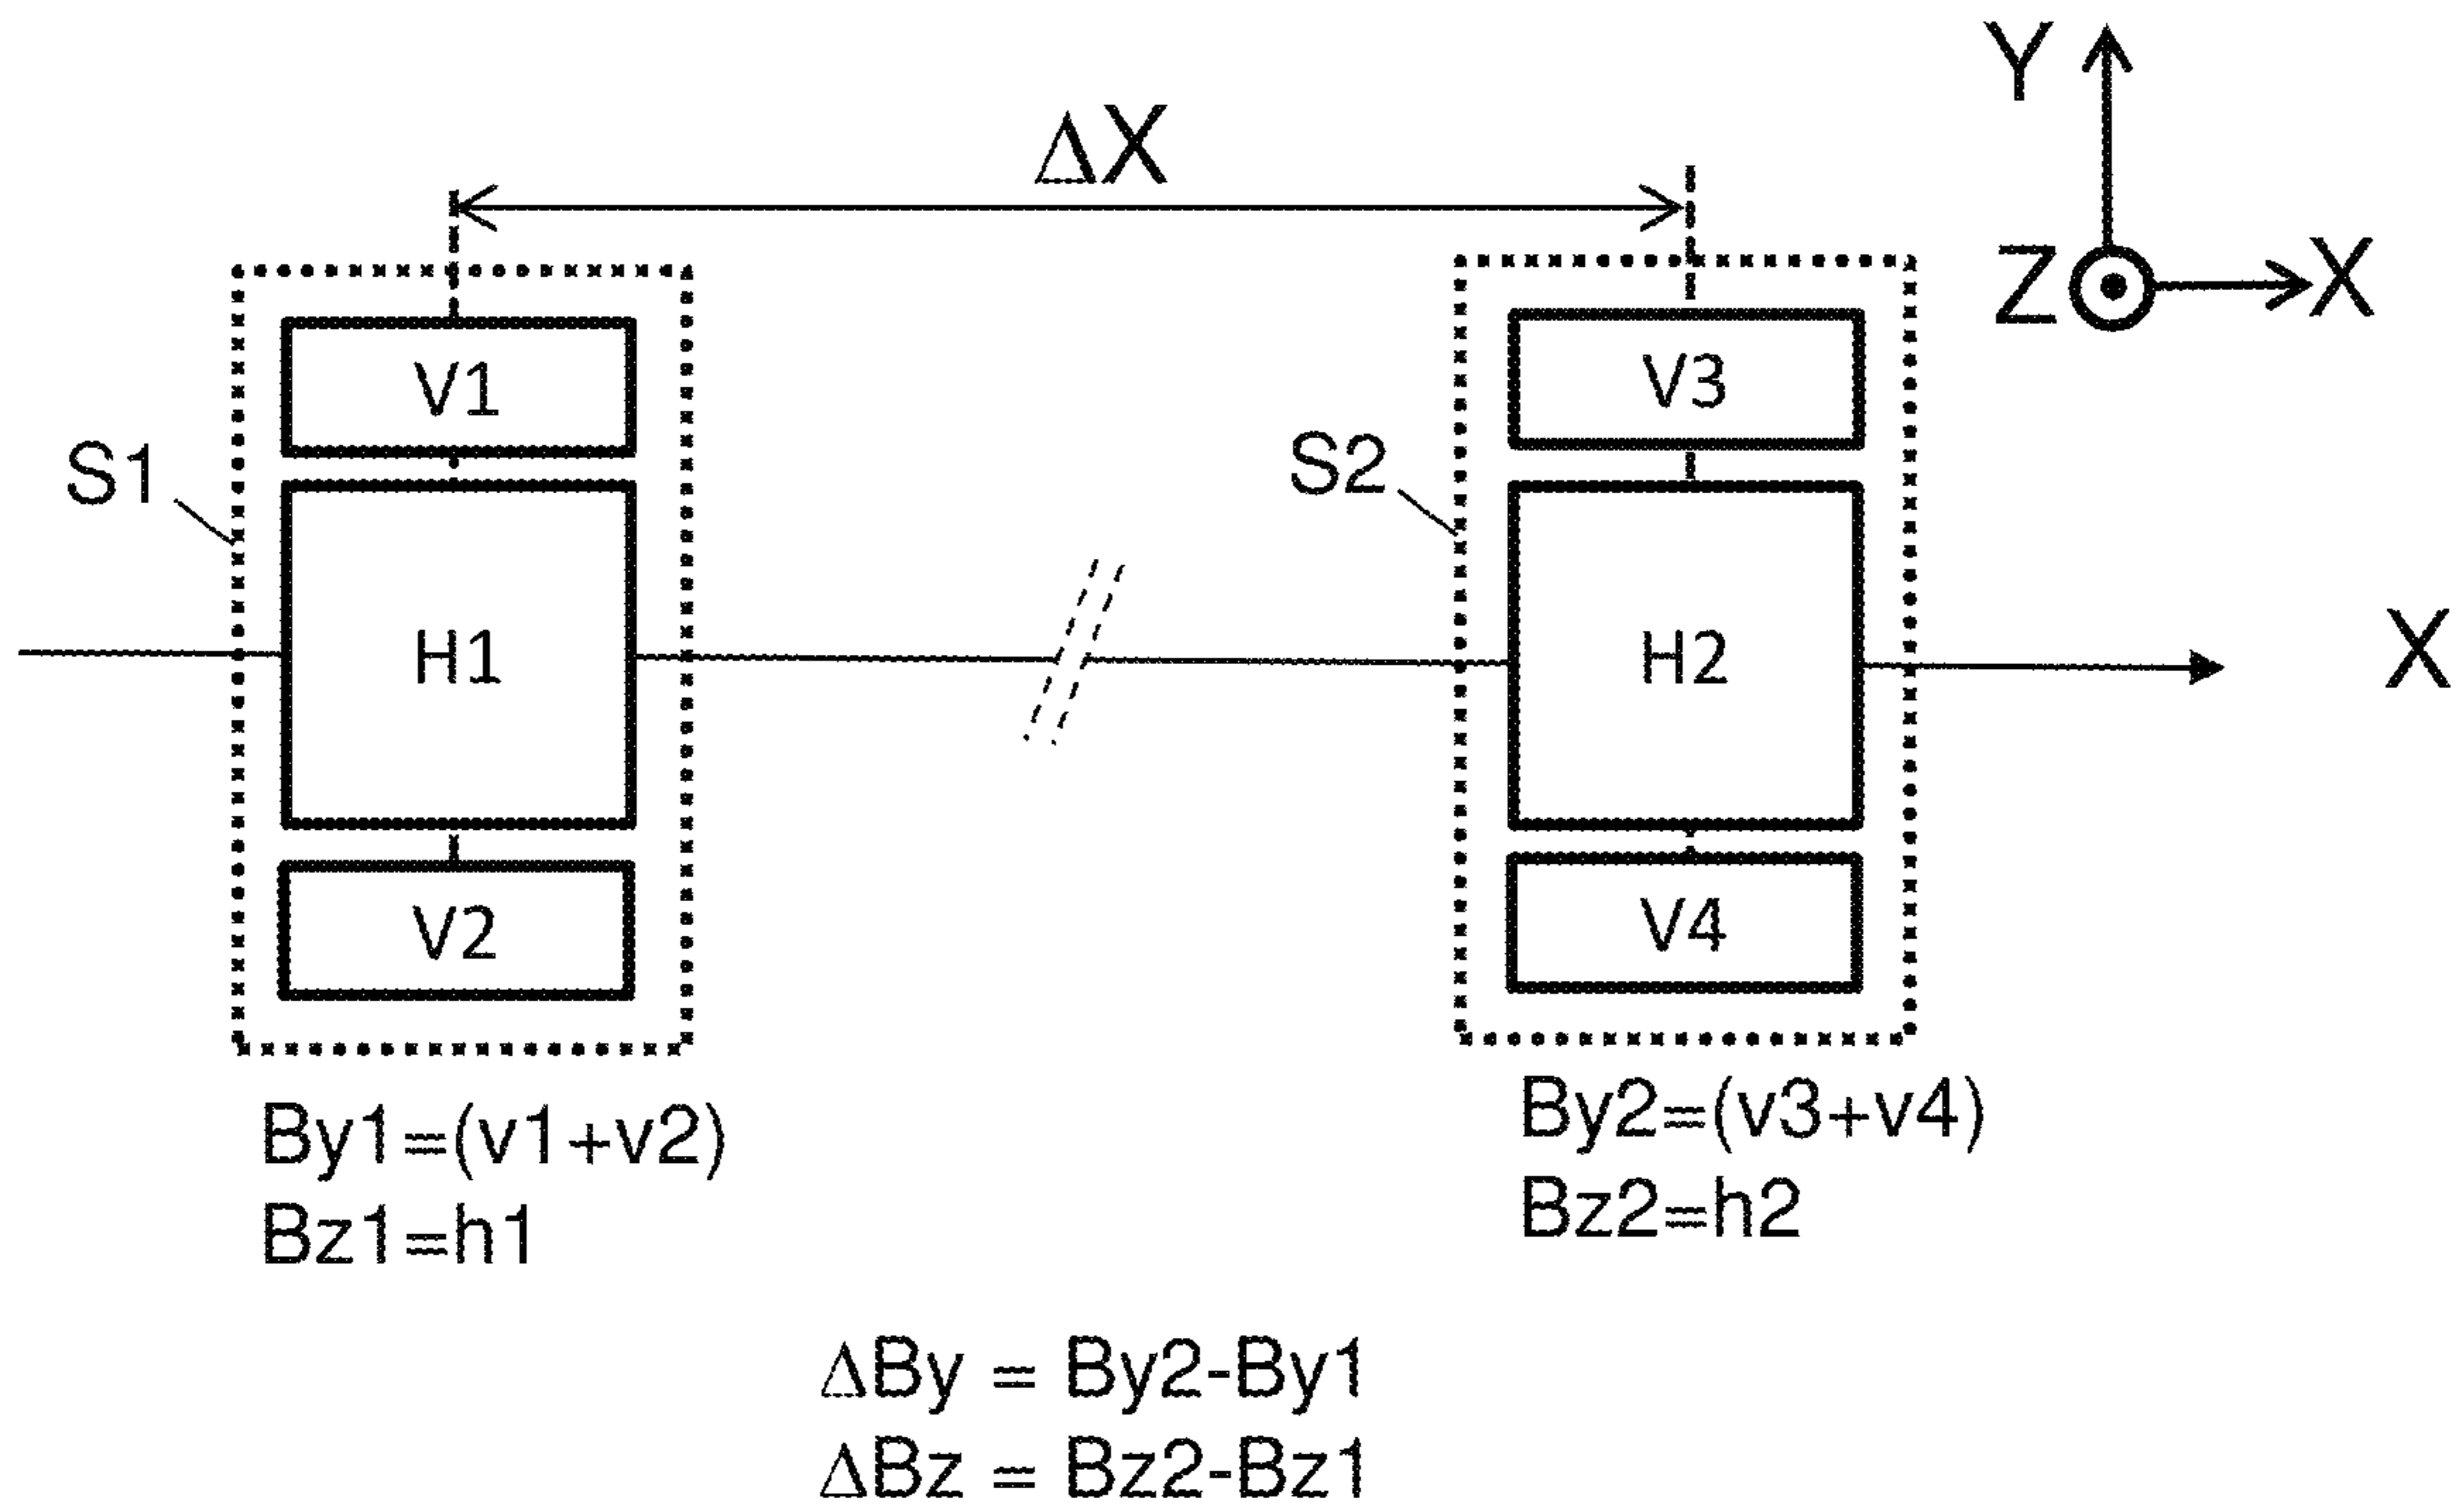 Y
ΔX
Z
X
V1
V3
S1
S2
H1
H2
X
V2
V4
By1=(v1+v2)
Bz1=h1
By2=(v3+v4)
Bz2=h2
ΔBy = By2-By1
ΔBz = Bz2-Bz1